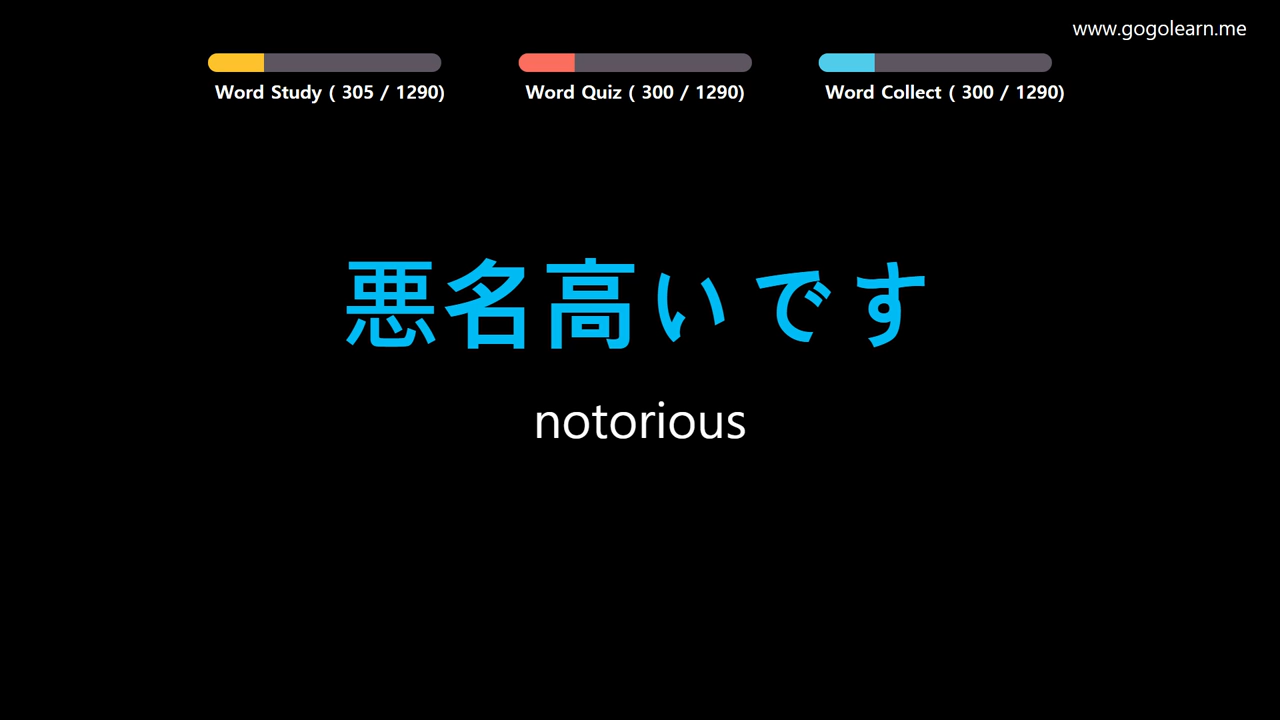 www.gogolearn.me
Word Study ( 305 / 1290)
Word Quiz ( 300 / 1290)
Word Collect ( 300 / 1290)
悪名高いです
notorious